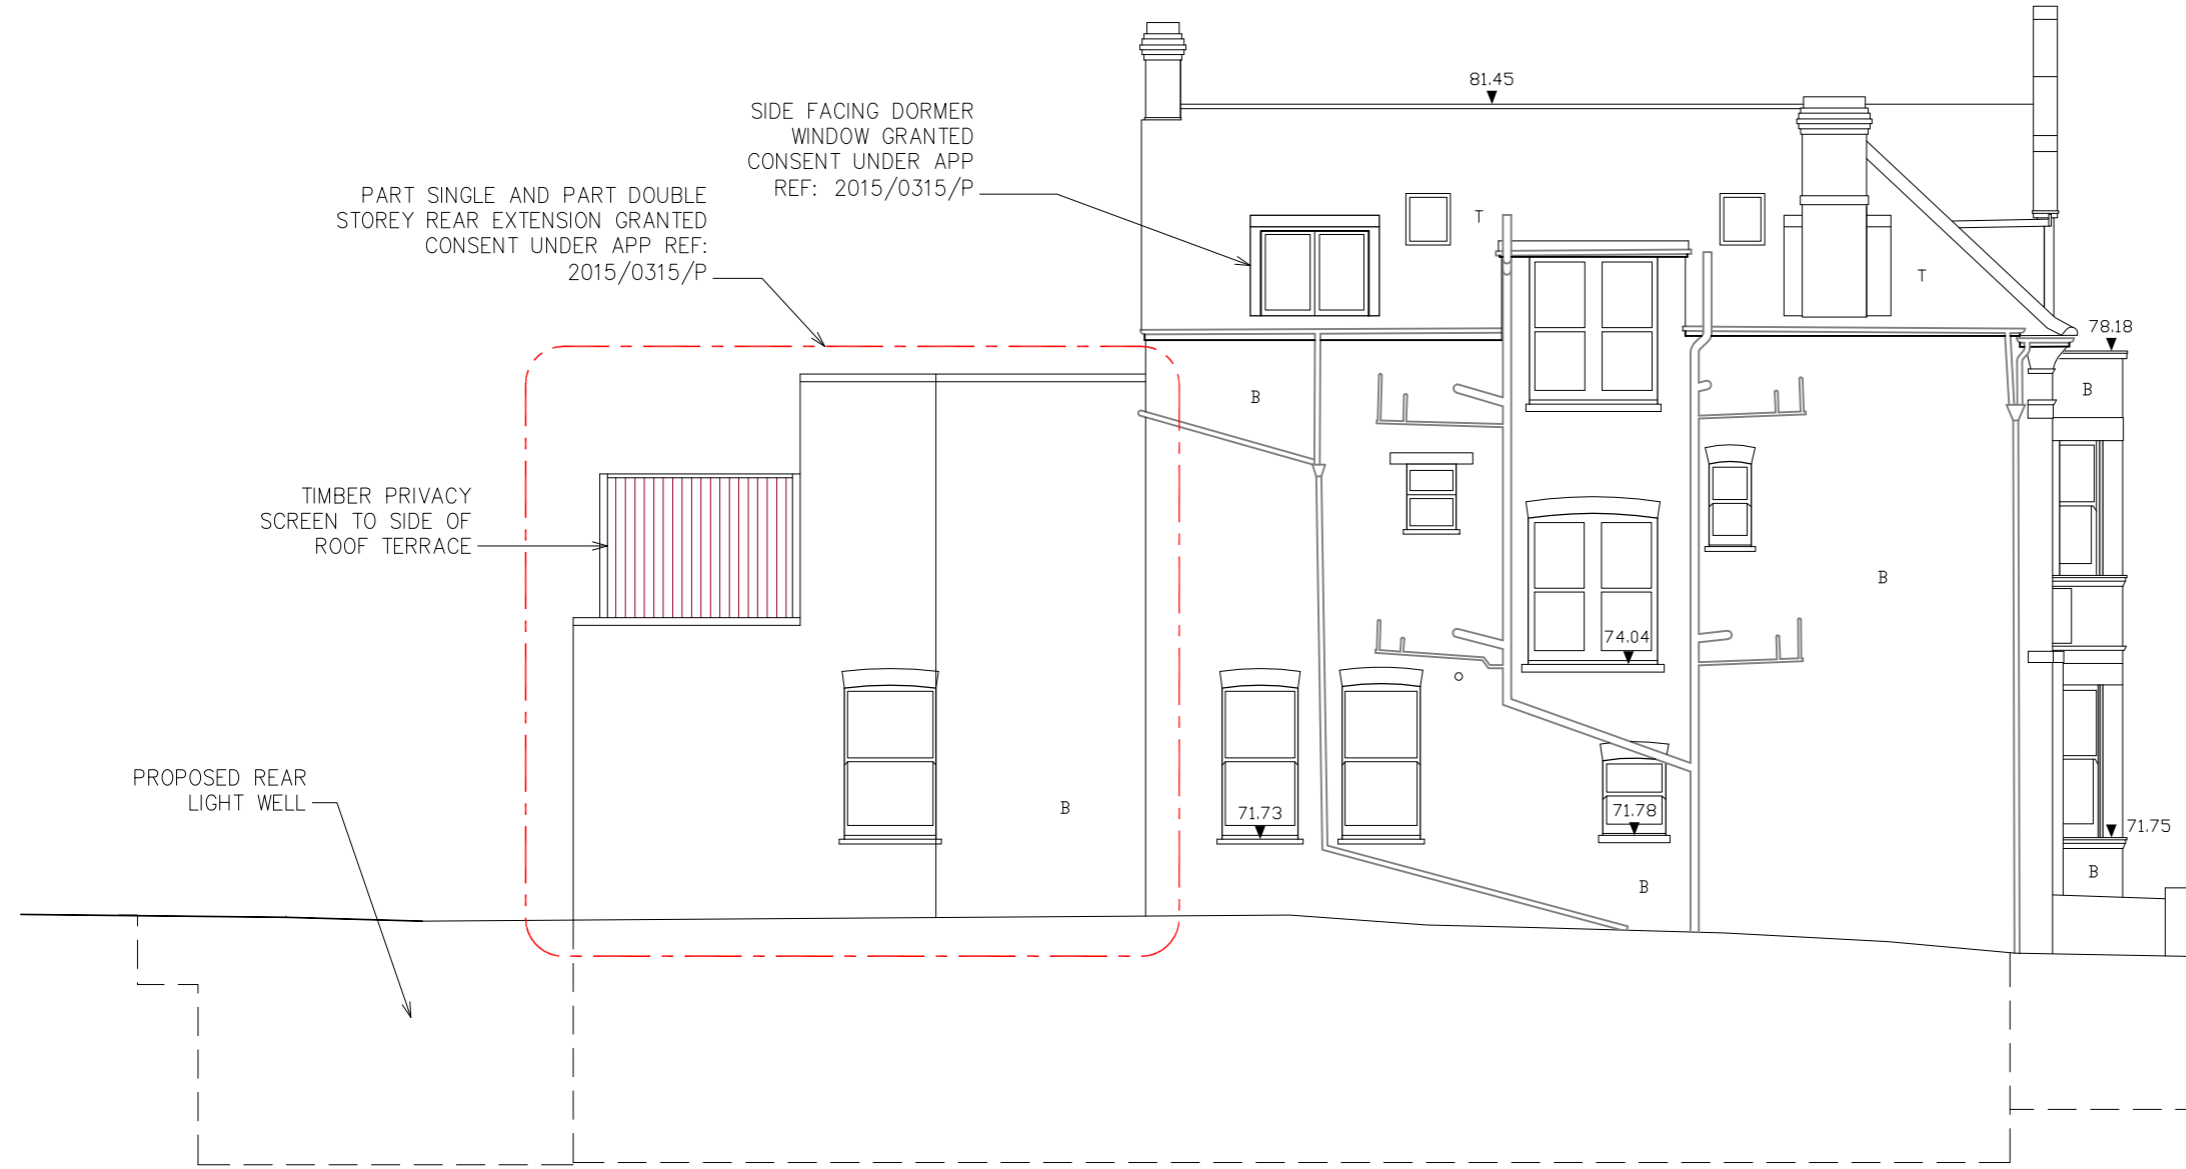 81.45
SIDE FACING DORMER
WINDOW GRANTED
CONSENT UNDER APP
REF: 2015/0315/P
PART SINGLE AND PART DOUBLE
STOREY REAR EXTENSION GRANTED
CONSENT UNDER APP REF:
2015/0315/P
T
T
78.18
B
B
TIMBER PRIVACY
SCREEN TO SIDE OF
ROOF TERRACE
B
74.04
PROPOSED REAR
LIGHT WELL
B
71.73
71.78
71.75
B
B